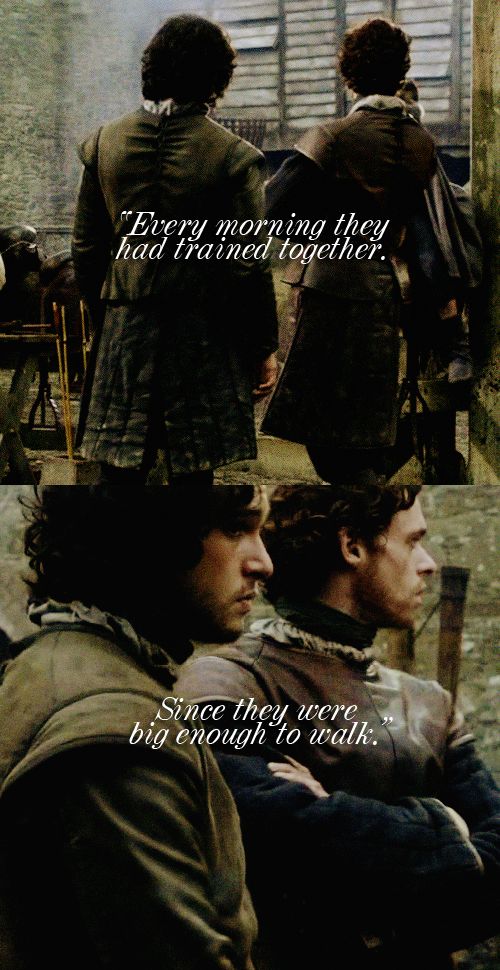 “Every morning they
had trained together.
Since they were
big enough to walk.”